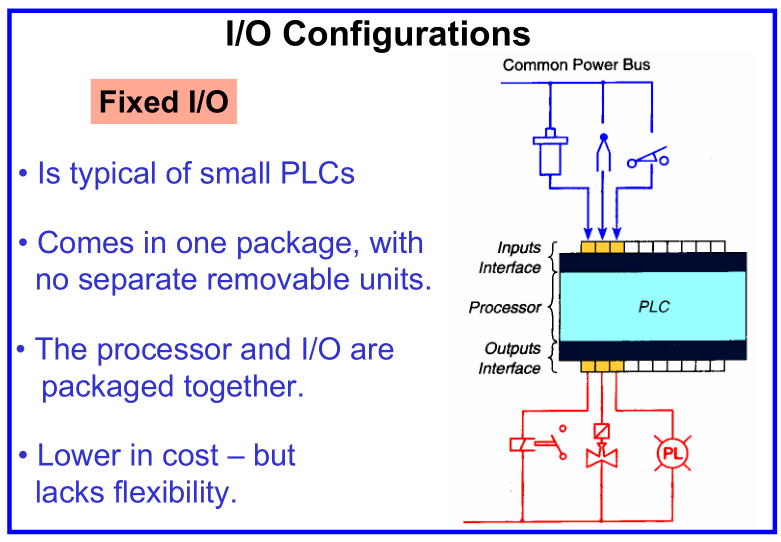 I/O Configurations
Fixed I/O
• Is typical of small PLCs
• Comes in one package, with
no separate removable units.
• The processor and I/O are
packaged together.
• Lower in cost – but
lacks flexibility.
Common Power Bus
Inputs
Interface
Processor
PLC
Outputs
Interface
PL